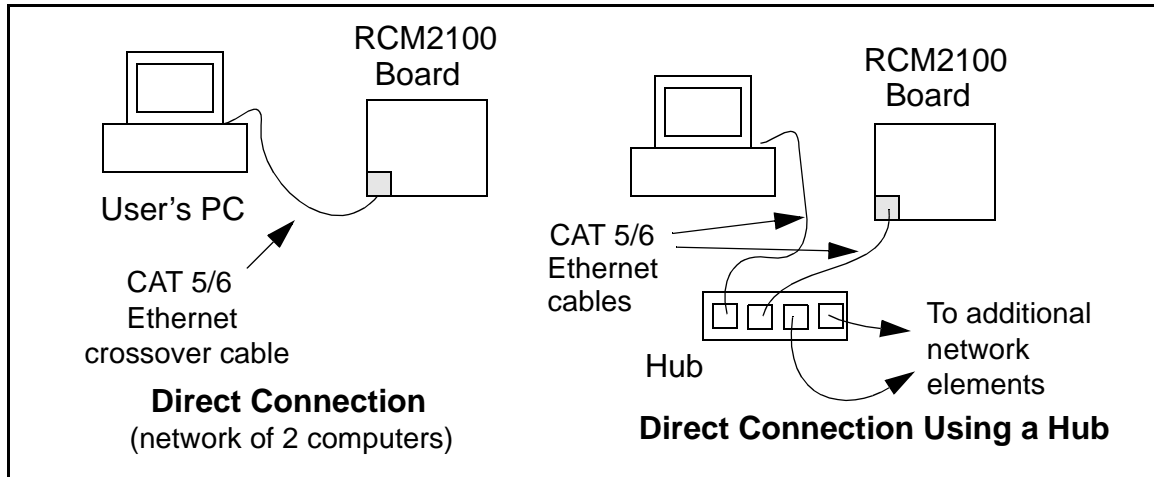 RCM2100
Board
User's PC
CAT 5/6
Ethernet
crossover cable
Direct Connection
(network of 2 computers)
RCM2100
Board
CAT 5/6
Ethernet
cables
Hub
To additional
network
elements
Direct Connection Using a Hub